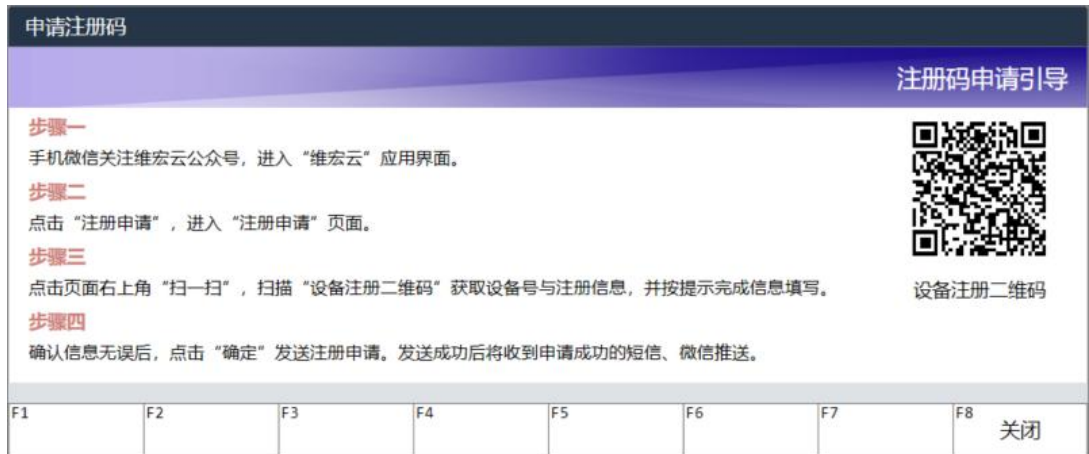 申请注册码
注册码申请引导
步骤一
手机微信关注维宏云公众号，进入“维宏云”应用界面。
步骤二
点击“注册申请”，进入“注册申请”页面。
步骤三
点击页面右上角“扫一扫”，扫描“设备注册二维码”获取设备号与注册信息，并按提示完成信息填写。
设备注册二维码
步骤四
确认信息无误后，点击“确定”发送注册申请。发送成功后将收到申请成功的短信、微信推送。
F1 F2 F3 F4 F5 F6 F7 F8
关闭